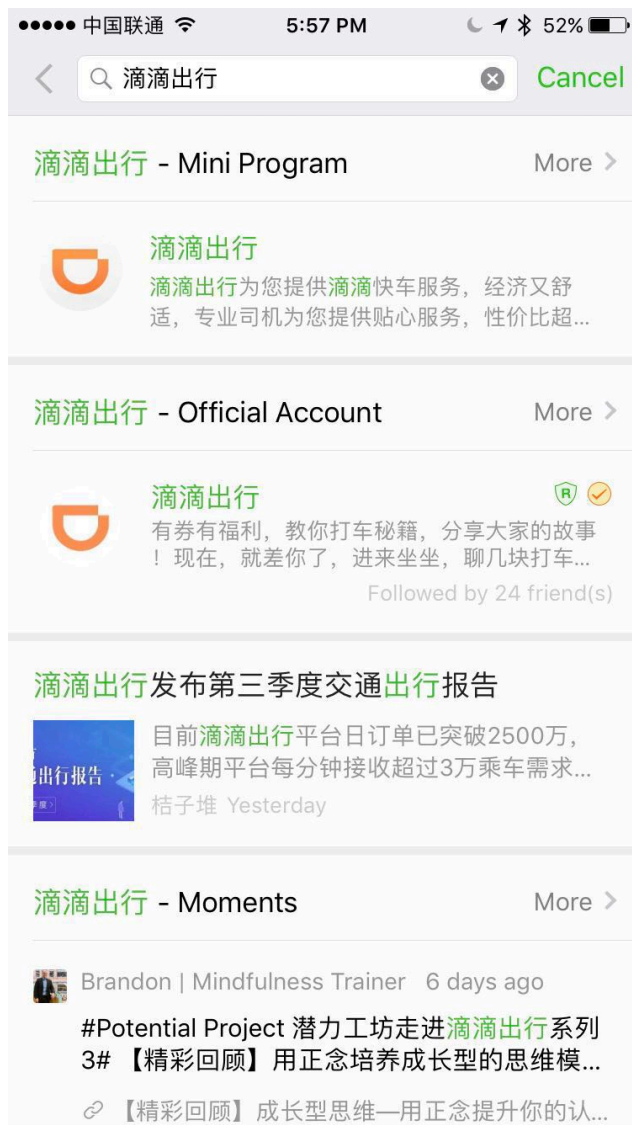 中国联通 5:57 PM 52%
滴滴出行 Cancel
滴滴出行 - Mini Program More
滴滴出行
滴滴出行为您提供滴滴快车服务，经济又舒
适，专业司机为您提供贴心服务，性价比超...
滴滴出行 - Official Account More
滴滴出行 R
有券有福利，教你打车秘籍，分享大家的故事
！现在，就差你了，进来坐坐，聊几块打车...
Followed by 24 friend(s)
滴滴出行发布第三季度交通出行报告
目前滴滴出行平台日订单已突破2500万，
高峰期平台每分钟接收超过3万乘车需求...
出行报告
季度
桔子堆 Yesterday
滴滴出行 - Moments More
Brandon | Mindfulness Trainer 6 days ago
#Potential Project 潜力工坊走进滴滴出行系列
3# 【精彩回顾】用正念培养成长型的思维模...
【精彩回顾】成长型思维—用正念提升你的认...